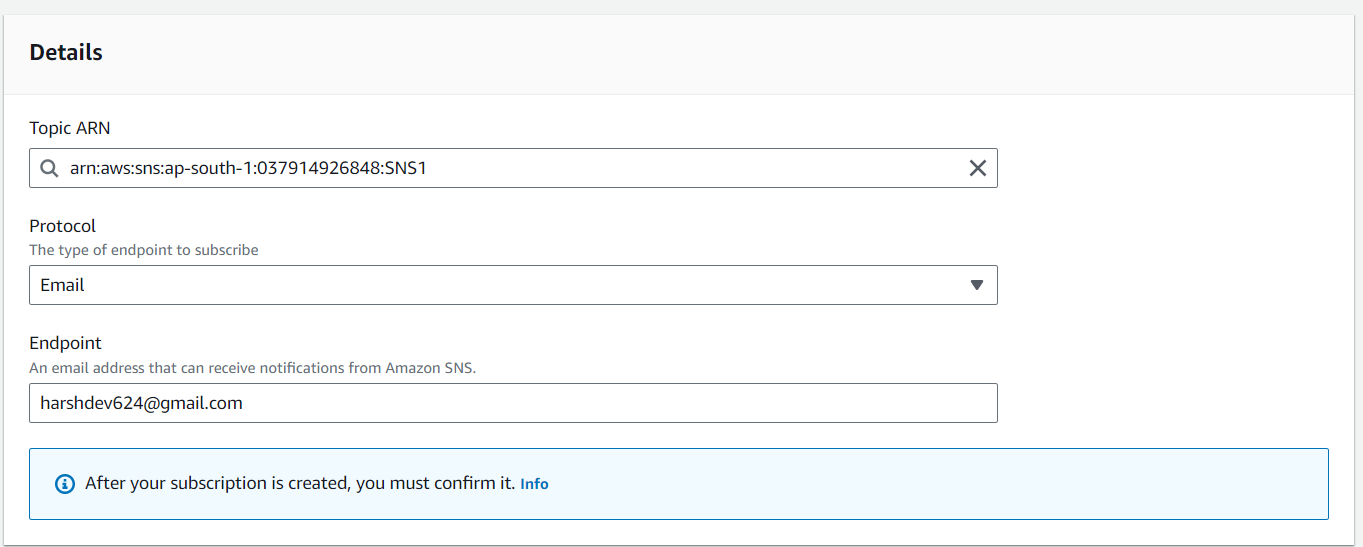 Details
Topic ARN
arn:aws:sns:ap-south-1:037914926848:SNS1
Protocol
The type of endpoint to subscribe
Email
Endpoint
An email address that can receive notifications from Amazon SNS.
harshdev624@gmail.com
After your subscription is created, you must confirm it. Info